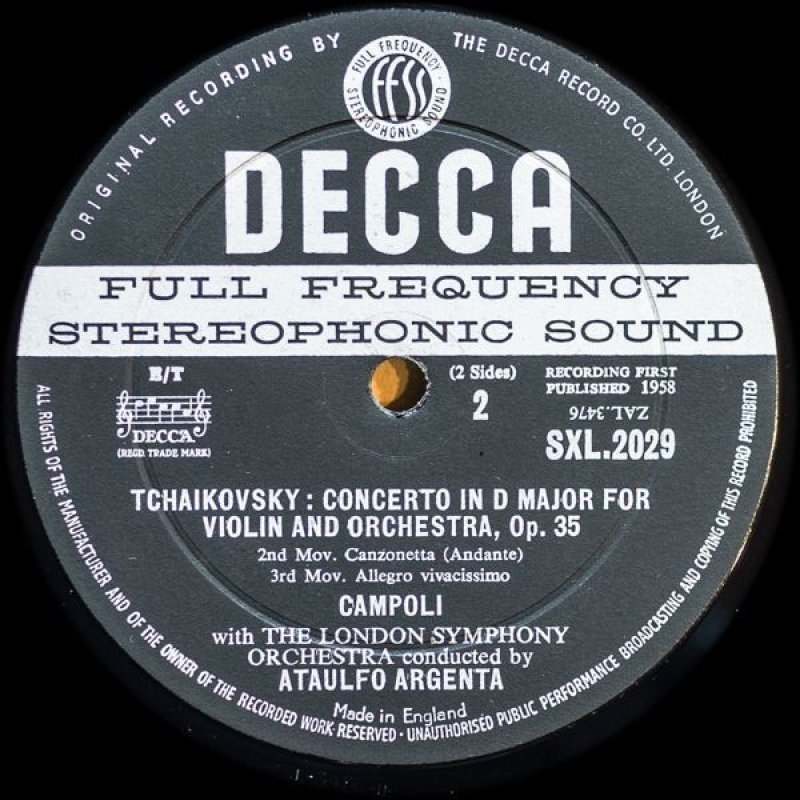 ORIGINAL RECORDING BY
THE DECCA RECORD CO. LTD. LONDON
FULL FREQUENCY
FFSS
STEREOPHONIC SOUND
DECCA
FULL FREQUENCY
STEREOPHONIC SOUND
E/T
DECCA
(REGD. TRADE MARK)
(2 Sides)
2
RECORDING FIRST
PUBLISHED 1958
ZAL.3476
SXL.2029
TCHAIKOVSKY : CONCERTO IN D MAJOR FOR
VIOLIN AND ORCHESTRA, Op. 35
2nd Mov. Canzonetta (Andante)
3rd Mov. Allegro vivacissimo
CAMPOLI
with THE LONDON SYMPHONY
ORCHESTRA conducted by
ATAULFO ARGENTA
Made in England
ALL RIGHTS OF THE MANUFACTURER AND OF THE OWNER OF THE RECORDED WORK RESERVED · UNAUTHORISED PUBLIC PERFORMANCE BROADCASTING AND COPYING OF THIS RECORD PROHIBITED